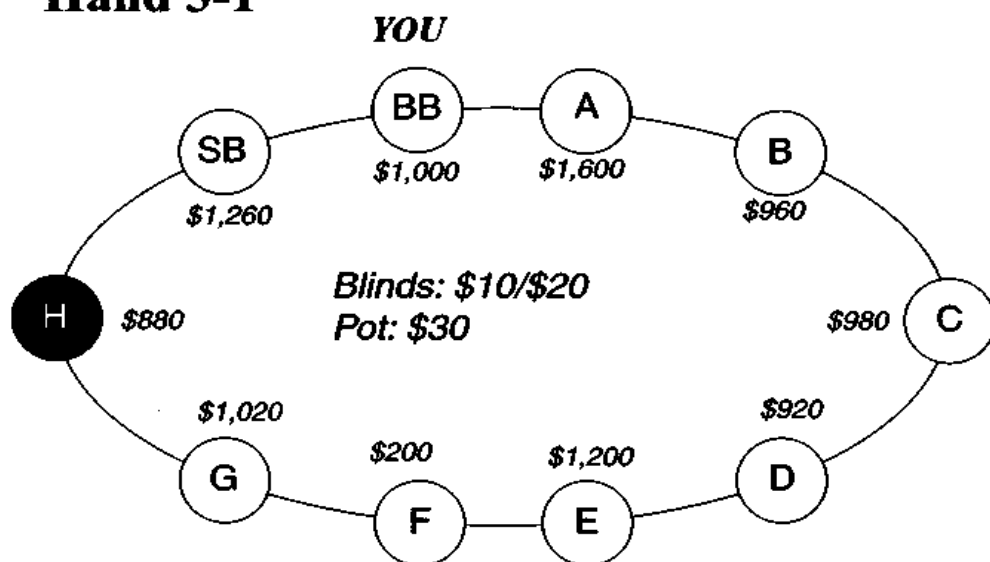 Hand 3-1
YOU
BB
A
SB
B
$1,000
$1,600
$1,260
$960
Blinds: $10/$20
Pot: $30
H
$880
$980
C
$1,020
$920
$200
$1,200
G
D
F
E